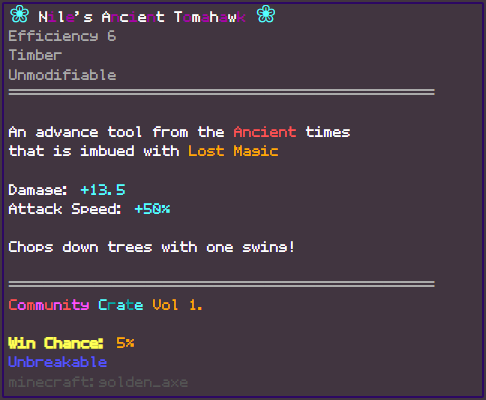 ❀ Nile's Ancient Tomahawk ❀
Efficiency 6
Timber
Unmodifiable
An advance tool from the Ancient times
that is imbued with Lost Magic
Damage: +13.5
Attack Speed: +50%
Chops down trees with one swing!
Community Crate Vol 1.
Win Chance: 5%
Unbreakable
minecraft:golden_axe